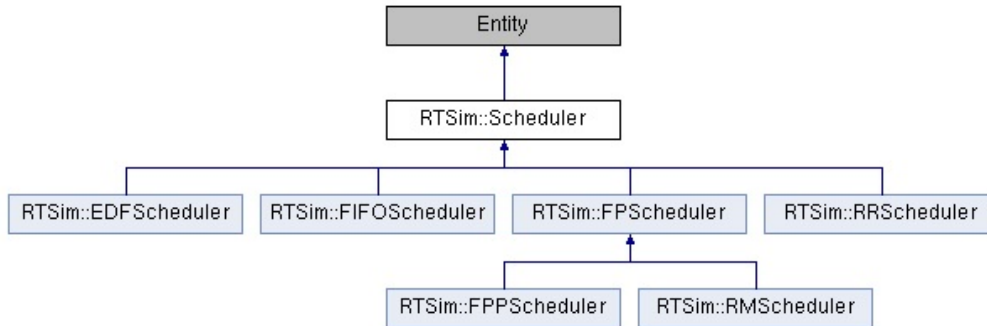 Entity
RTSim::Scheduler
RTSim::EDFScheduler
RTSim::FIFOScheduler
RTSim::FPScheduler
RTSim::RRScheduler
RTSim::FPPScheduler
RTSim::RMScheduler